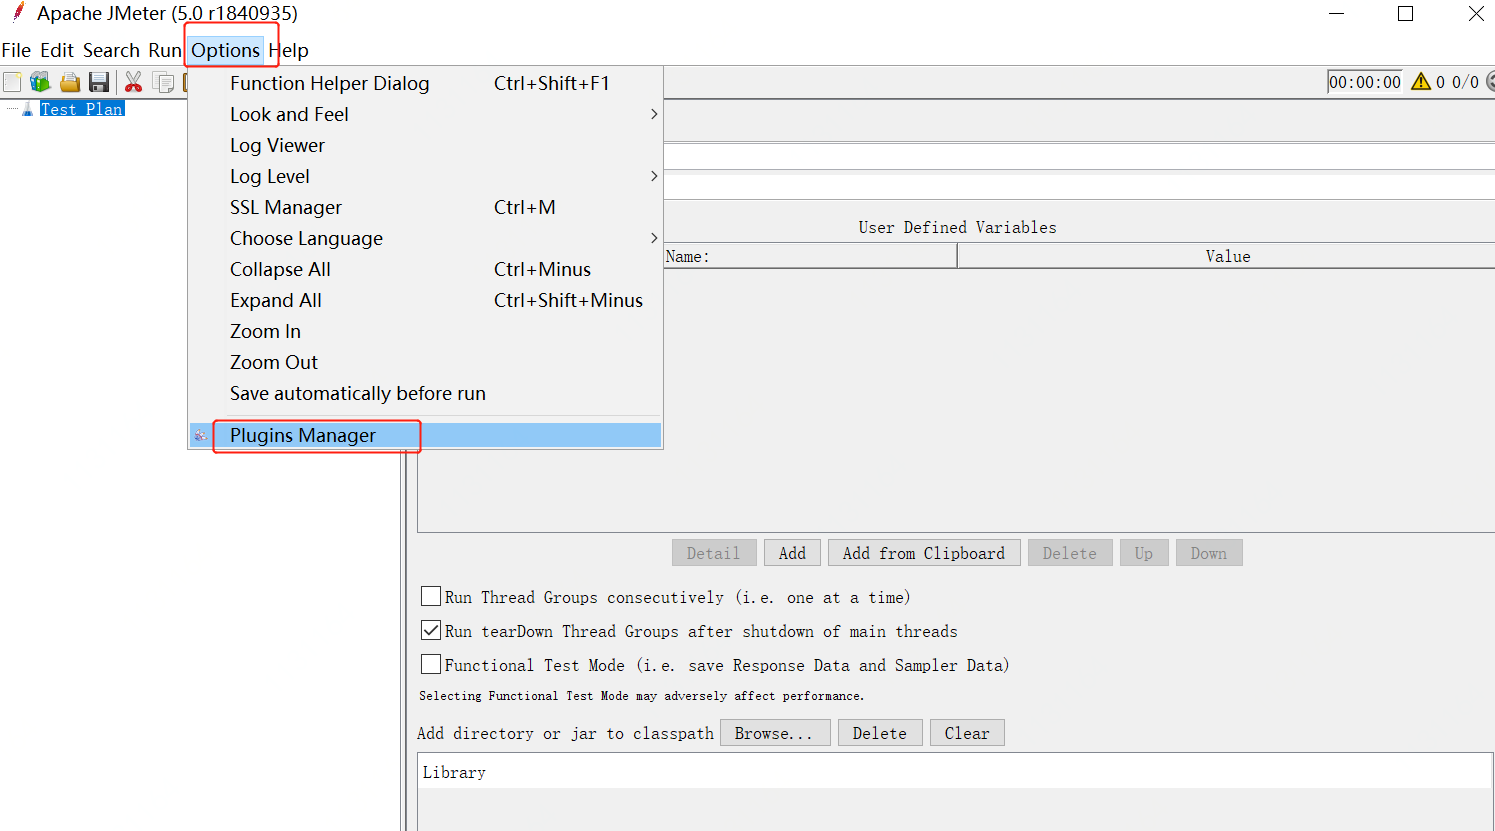 Apache JMeter (5.0 r1840935)
File Edit Search Run Options Help
00:00:00 0 0/0
Test Plan
Function Helper Dialog Ctrl+Shift+F1
Look and Feel
Log Viewer
Log Level
SSL Manager Ctrl+M
Choose Language
Collapse All Ctrl+Minus
Expand All Ctrl+Shift+Minus
Zoom In
Zoom Out
Save automatically before run
Plugins Manager
User Defined Variables
Name: Value
Detail Add Add from Clipboard Delete Up Down
Run Thread Groups consecutively (i.e. one at a time)
Run tearDown Thread Groups after shutdown of main threads
Functional Test Mode (i.e. save Response Data and Sampler Data)
Selecting Functional Test Mode may adversely affect performance.
Add directory or jar to classpath Browse... Delete Clear
Library